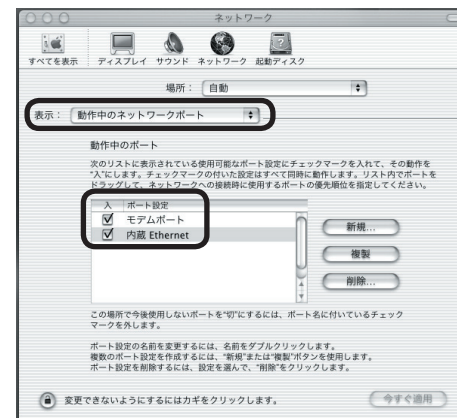 ネットワーク
すべてを表示 ディスプレイ サウンド ネットワーク 起動ディスク
場所： 自動
表示： 動作中のネットワークポート
動作中のポート
次のリストに表示されている使用可能なポート設定にチェックマークを入れて、その動作を
"入"にします。チェックマークの付いた設定はすべて同時に動作します。リスト内でポートを
ドラッグして、ネットワークへの接続時に使用するポートの優先順位を指定してください。
入 ポート設定
モデムポート
内蔵 Ethernet
新規...
複製
削除...
この場所で今後使用しないポートを"切"にするには、ポート名に付いているチェック
マークを外します。
ポート設定の名前を変更するには、名前をダブルクリックします。
複数のポート設定を作成するには、"新規"または"複製"ボタンを使用します。
ポート設定を削除するには、設定を選んで、"削除"をクリックします。
変更できないようにするにはカギをクリックします。
今すぐ適用